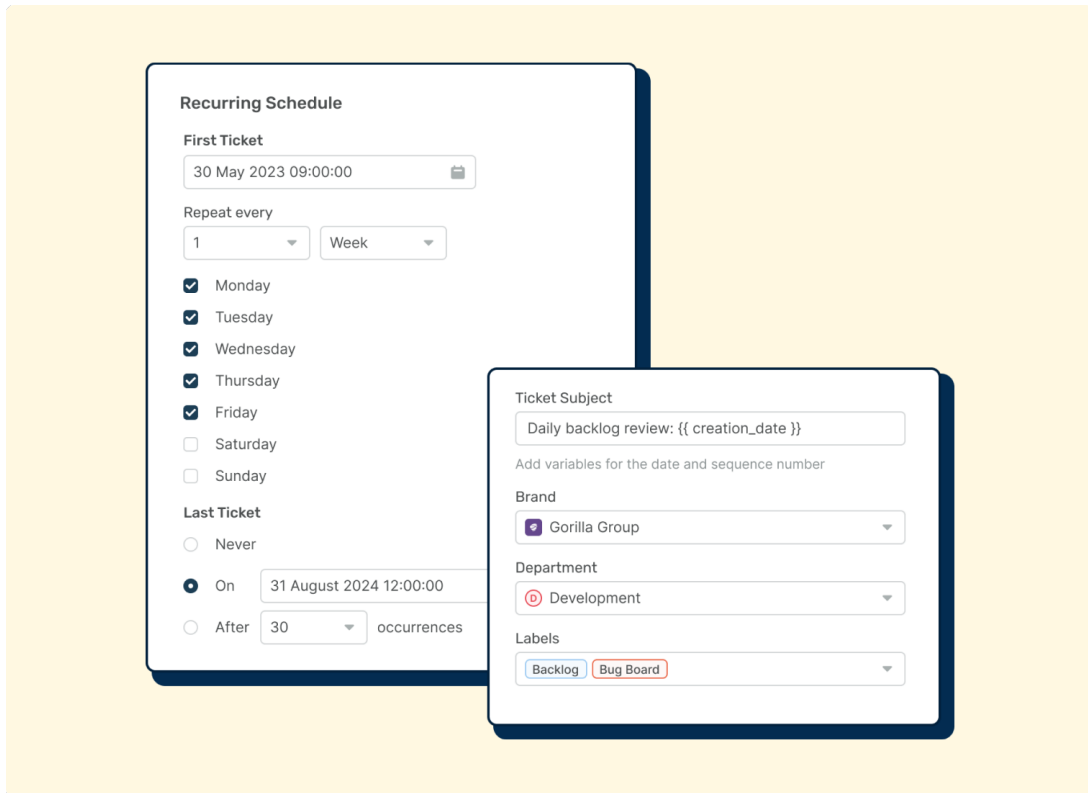 Recurring Schedule
First Ticket
30 May 2023 09:00:00
Repeat every
1 Week
Monday
Tuesday
Wednesday
Thursday
Friday
Saturday
Sunday
Last Ticket
Never
On 31 August 2024 12:00:00
After 30 occurrences
Ticket Subject
Daily backlog review: {{ creation_date }}
Add variables for the date and sequence number
Brand
Gorilla Group
Department
D Development
Labels
Backlog Bug Board